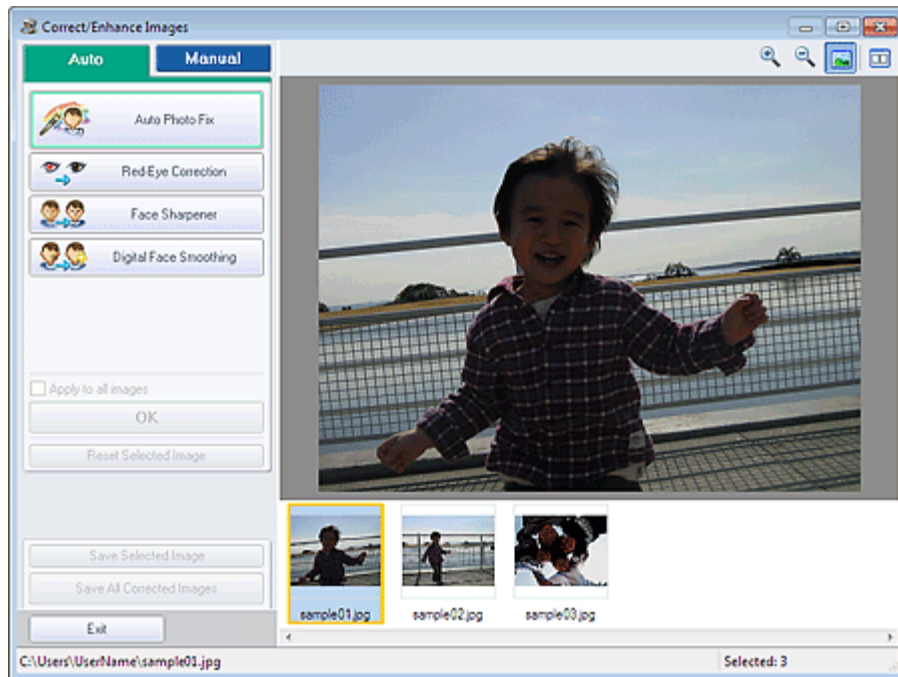 Correct/Enhance Images
Auto
Manual
Auto Photo Fix
Red-Eye Correction
Face Sharpener
Digital Face Smoothing
Apply to all images
OK
Reset Selected Image
Save Selected Image
Save All Corrected Images
Exit
sample01.jpg
sample02.jpg
sample03.jpg
C:\Users\UserName\sample01.jpg
Selected: 3